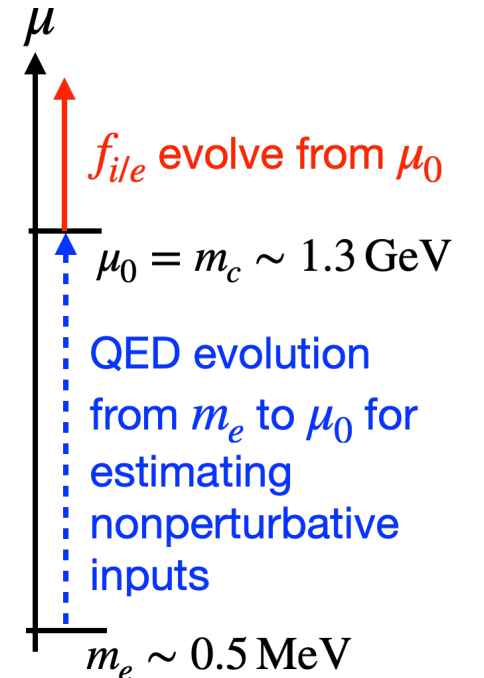 μ
f_{i/e} evolve from μ_0
μ_0 = m_c ∼ 1.3 GeV
QED evolution
from m_e to μ_0 for
estimating
nonperturbative
inputs
m_e ∼ 0.5 MeV